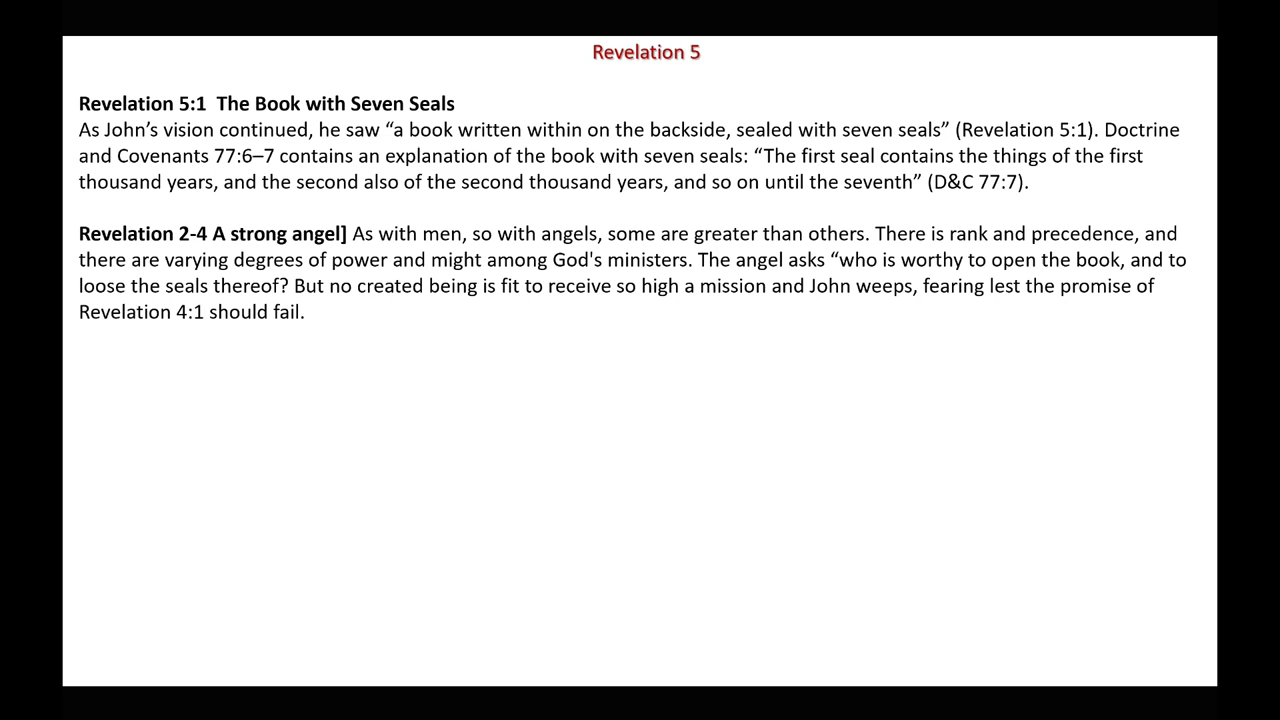 Revelation 5
Revelation 5:1  The Book with Seven Seals
As John’s vision continued, he saw “a book written within on the backside, sealed with seven seals” (Revelation 5:1). Doctrine
and Covenants 77:6–7 contains an explanation of the book with seven seals: “The first seal contains the things of the first
thousand years, and the second also of the second thousand years, and so on until the seventh” (D&C 77:7).
Revelation 2-4 A strong angel] As with men, so with angels, some are greater than others. There is rank and precedence, and
there are varying degrees of power and might among God's ministers. The angel asks “who is worthy to open the book, and to
loose the seals thereof? But no created being is fit to receive so high a mission and John weeps, fearing lest the promise of
Revelation 4:1 should fail.